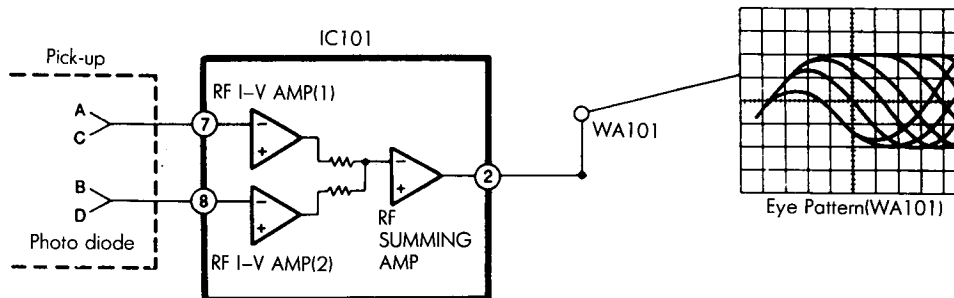 IC101
Pick-up
RF I–V AMP(1)
A
C
7
WA101
B
D
8
2
RF
SUMMING
AMP
Photo diode
RF I–V AMP(2)
Eye Pattern(WA101)